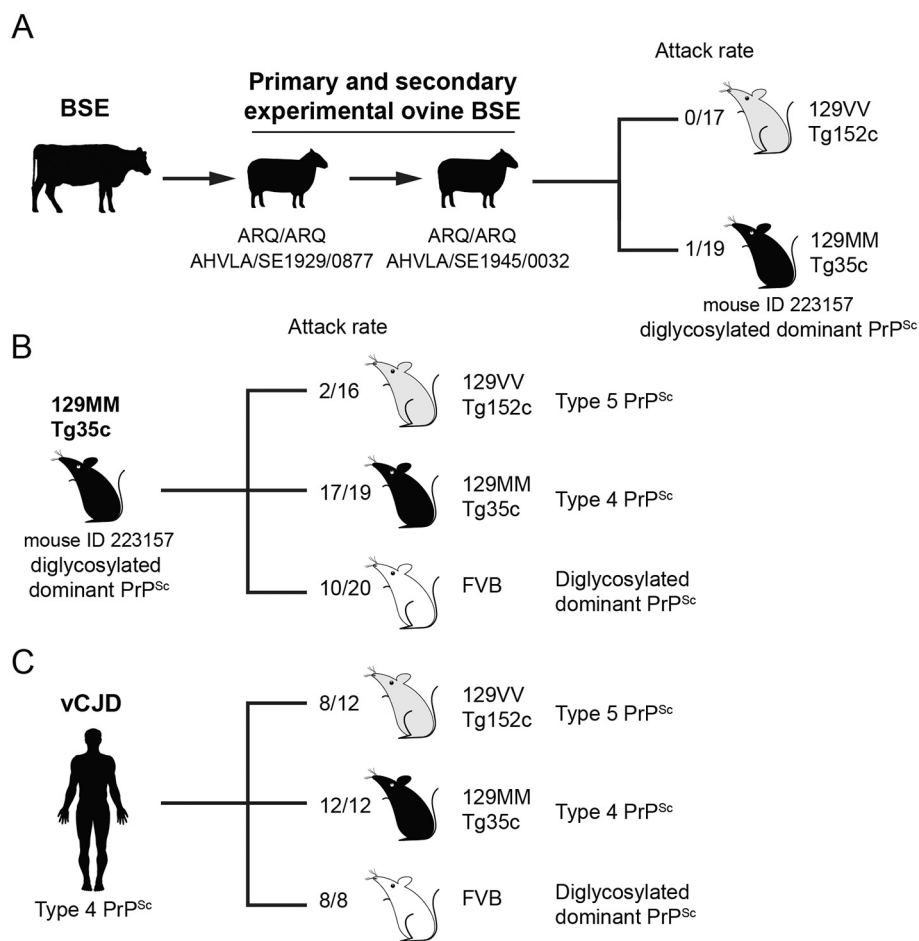 A
BSE
Primary and secondary
experimental ovine BSE
ARQ/ARQ
AHVLA/SE1929/0877
ARQ/ARQ
AHVLA/SE1945/0032
Attack rate
0/17
129VV
Tg152c
1/19
129MM
Tg35c
mouse ID 223157
diglycosylated dominant PrPSc
B
Attack rate
129MM
Tg35c
mouse ID 223157
diglycosylated
dominant PrPSc
2/16
129VV
Tg152c
Type 5 PrPSc
17/19
129MM
Tg35c
Type 4 PrPSc
10/20
FVB
Diglycosylated
dominant PrPSc
C
vCJD
Type 4 PrPSc
8/12
129VV
Tg152c
Type 5 PrPSc
12/12
129MM
Tg35c
Type 4 PrPSc
8/8
FVB
Diglycosylated
dominant PrPSc